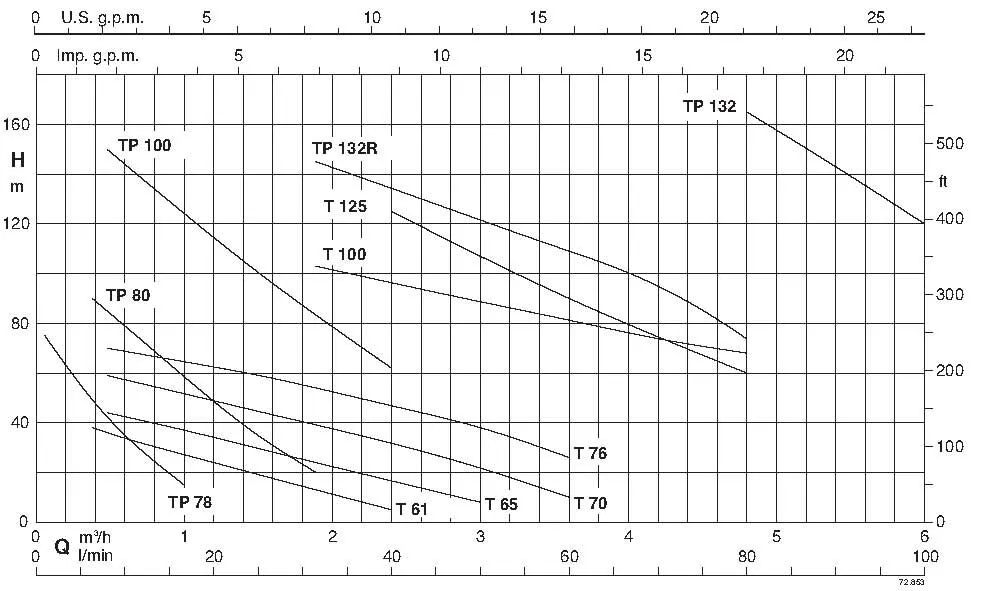 0 U.S. g.p.m. 5 10 15 20 25
0 Imp. g.p.m. 5 10 15 20
TP 132
160
TP 100
500
TP 132R
H
m
ft
T 125
120
400
T 100
TP 80
300
80
200
40
100
T 76
TP 78
T 61
T 65
T 70
0
0
Q
0 m³/h 1 2 3 4 5 6
0 l/min 20 40 60 80 100
72.853